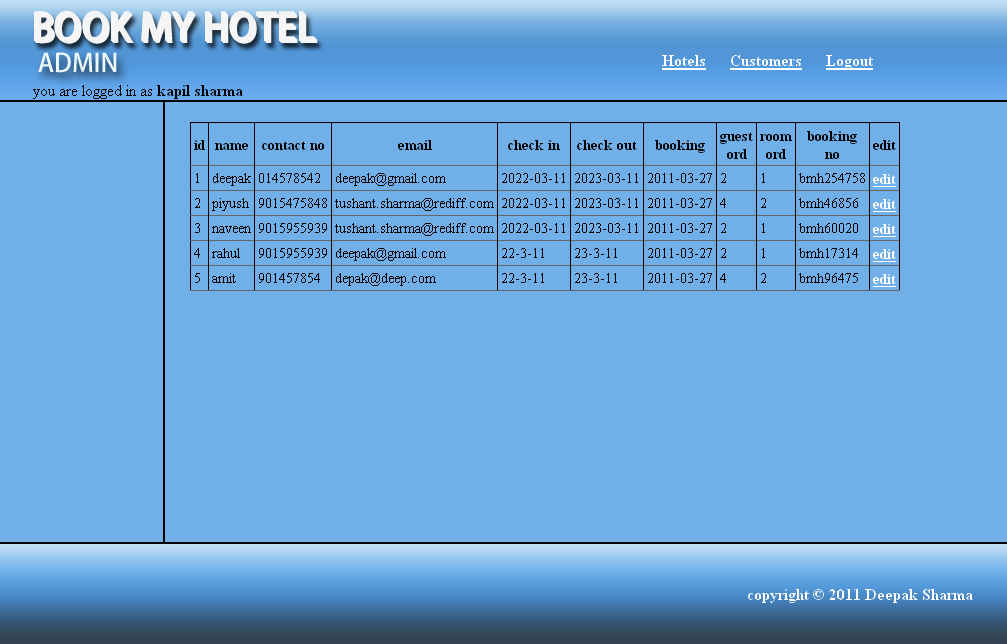 BOOK MY HOTEL
ADMIN
Hotels Customers Logout
you are logged in as kapil sharma
id name contact no email check in check out booking guest ord room ord booking no edit
1 deepak 014578542 deepak@gmail.com 2022-03-11 2023-03-11 2011-03-27 2 1 bmh254758 edit
2 piyush 9015475848 tushant.sharma@rediff.com 2022-03-11 2023-03-11 2011-03-27 4 2 bmh46856 edit
3 naveen 9015955939 tushant.sharma@rediff.com 2022-03-11 2023-03-11 2011-03-27 2 1 bmh60020 edit
4 rahul 9015955939 deepak@gmail.com 22-3-11 23-3-11 2011-03-27 2 1 bmh17314 edit
5 amit 9015457854 depak@deep.com 22-3-11 23-3-11 2011-03-27 4 2 bmh96475 edit
copyright © 2011 Deepak Sharma